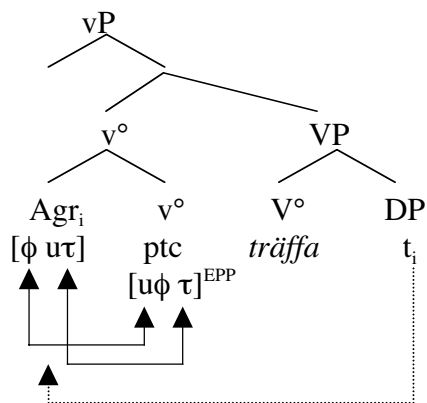 vP
v° VP
Agrᵢ v° V° DP
[ϕ uτ] ptc träffa tᵢ
[uϕ τ]ᴱᴾᴾ